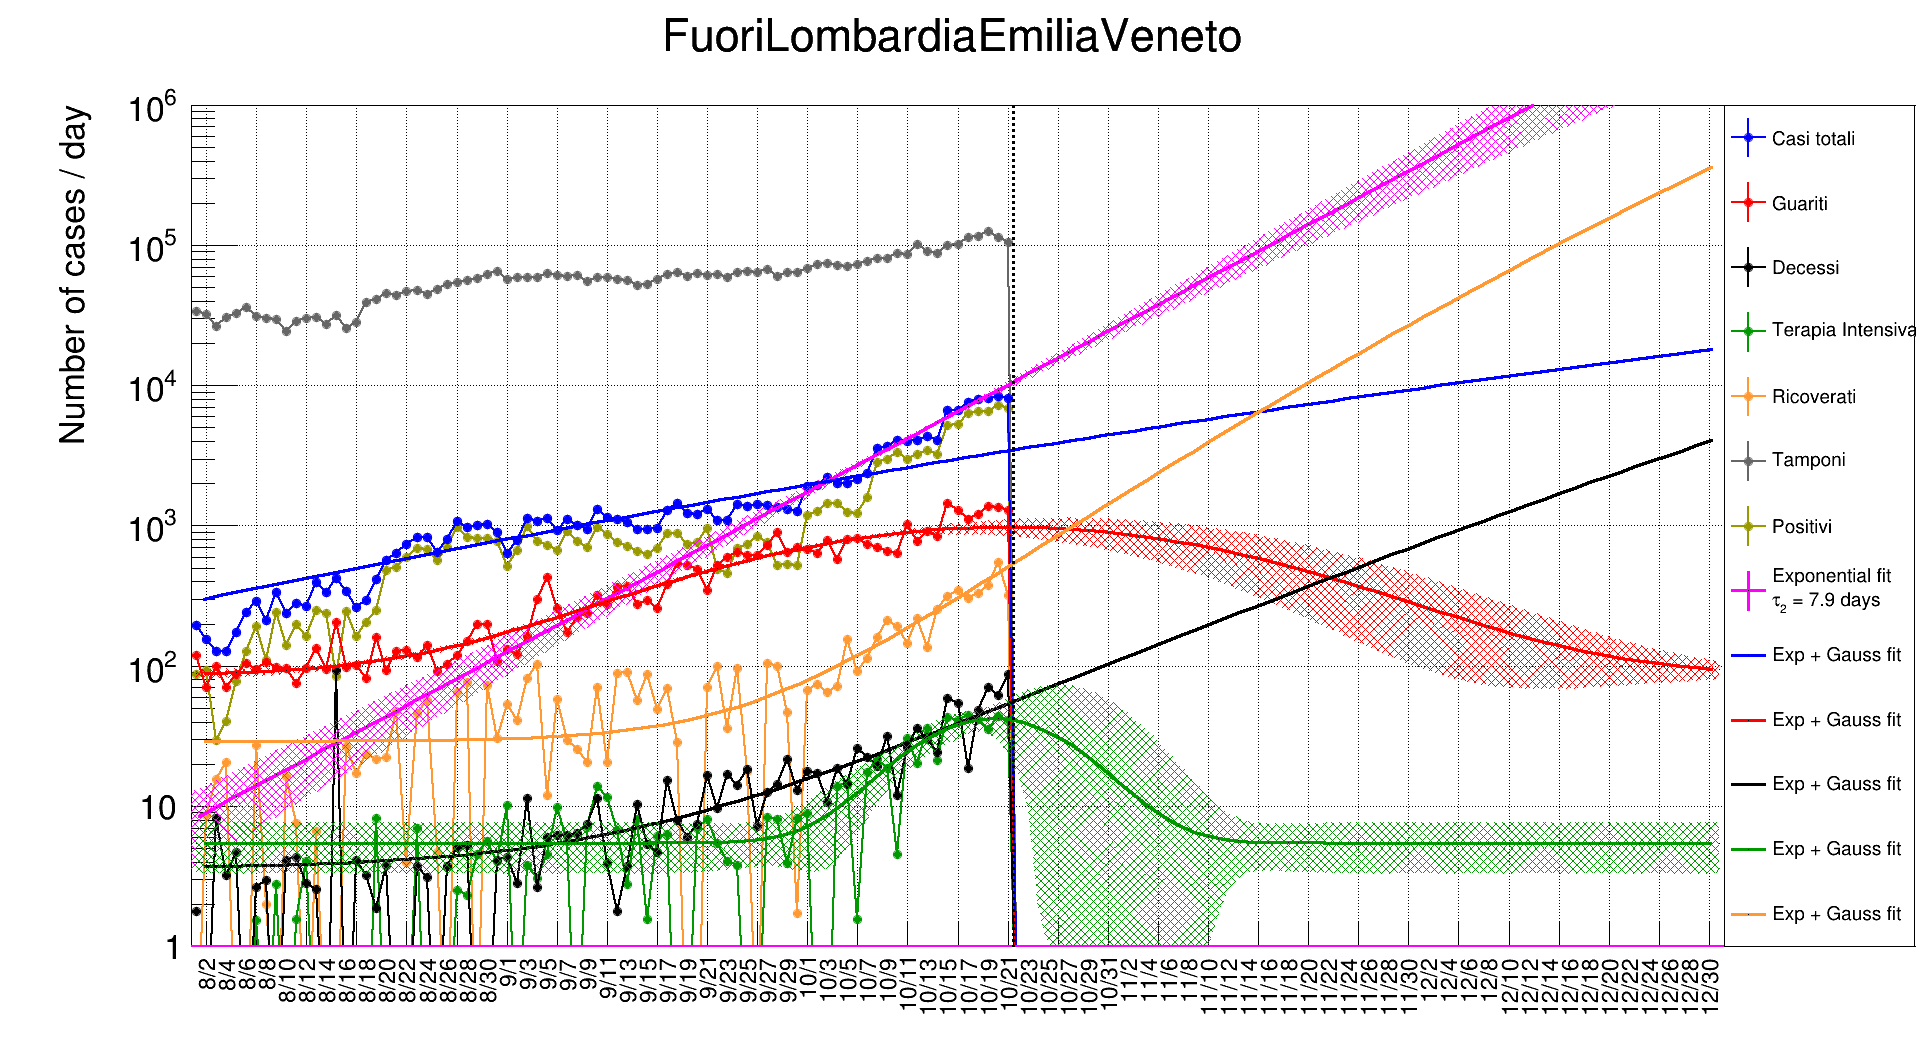 FuoriLombardiaEmiliaVeneto
Number of cases / day
10^6
10^5
10^4
10^3
10^2
10
1
8/2 8/4 8/6 8/8 8/10 8/12 8/14 8/16 8/18 8/20 8/22 8/24 8/26 8/28 8/30 9/1 9/3 9/5 9/7 9/9 9/11 9/13 9/15 9/17 9/19 9/21 9/23 9/25 9/27 9/29 10/1 10/3 10/5 10/7 10/9 10/11 10/13 10/15 10/17 10/19 10/21 10/23 10/25 10/27 10/29 10/31 11/2 11/4 11/6 11/8 11/10 11/12 11/14 11/16 11/18 11/20 11/22 11/24 11/26 11/28 11/30 12/2 12/4 12/6 12/8 12/10 12/12 12/14 12/16 12/18 12/20 12/22 12/24 12/26 12/28 12/30
Casi totali
Guariti
Decessi
Terapia Intensiva
Ricoverati
Tamponi
Positivi
Exponential fit
τ₂ = 7.9 days
Exp + Gauss fit
Exp + Gauss fit
Exp + Gauss fit
Exp + Gauss fit
Exp + Gauss fit